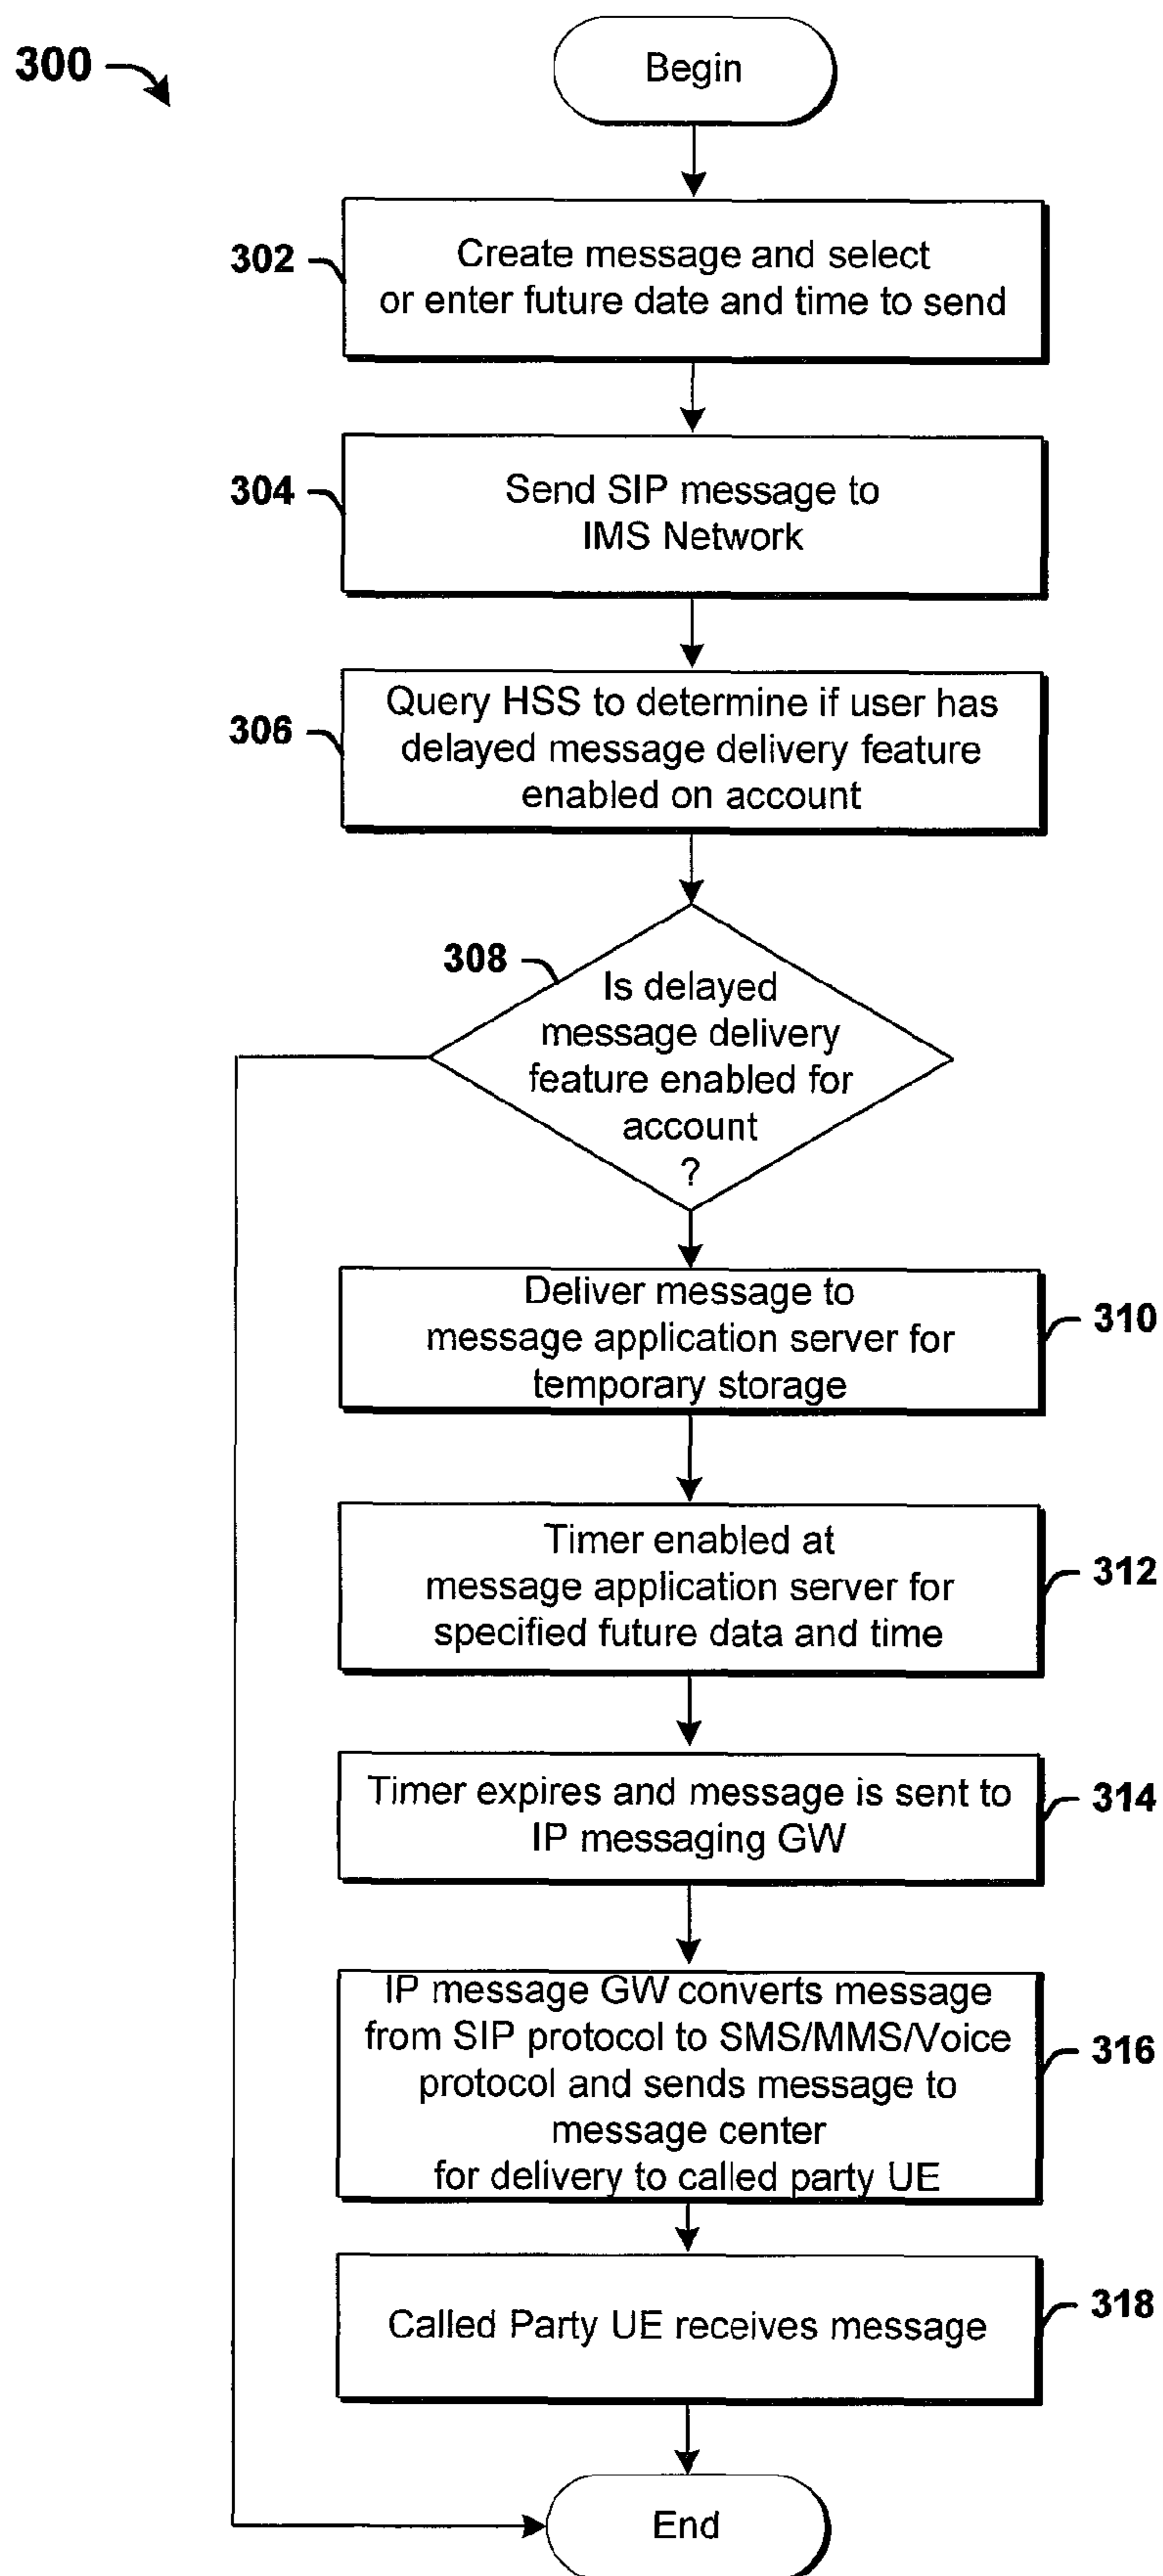 300
Begin
302
Create message and select
or enter future date and time to send
304
Send SIP message to
IMS Network
306
Query HSS to determine if user has
delayed message delivery feature
enabled on account
308
Is delayed
message delivery
feature enabled for
account
?
Deliver message to
message application server for
temporary storage
310
Timer enabled at
message application server for
specified future data and time
312
Timer expires and message is sent to
IP messaging GW
314
IP message GW converts message
from SIP protocol to SMS/MMS/Voice
protocol and sends message to
message center
for delivery to called party UE
316
Called Party UE receives message
318
End